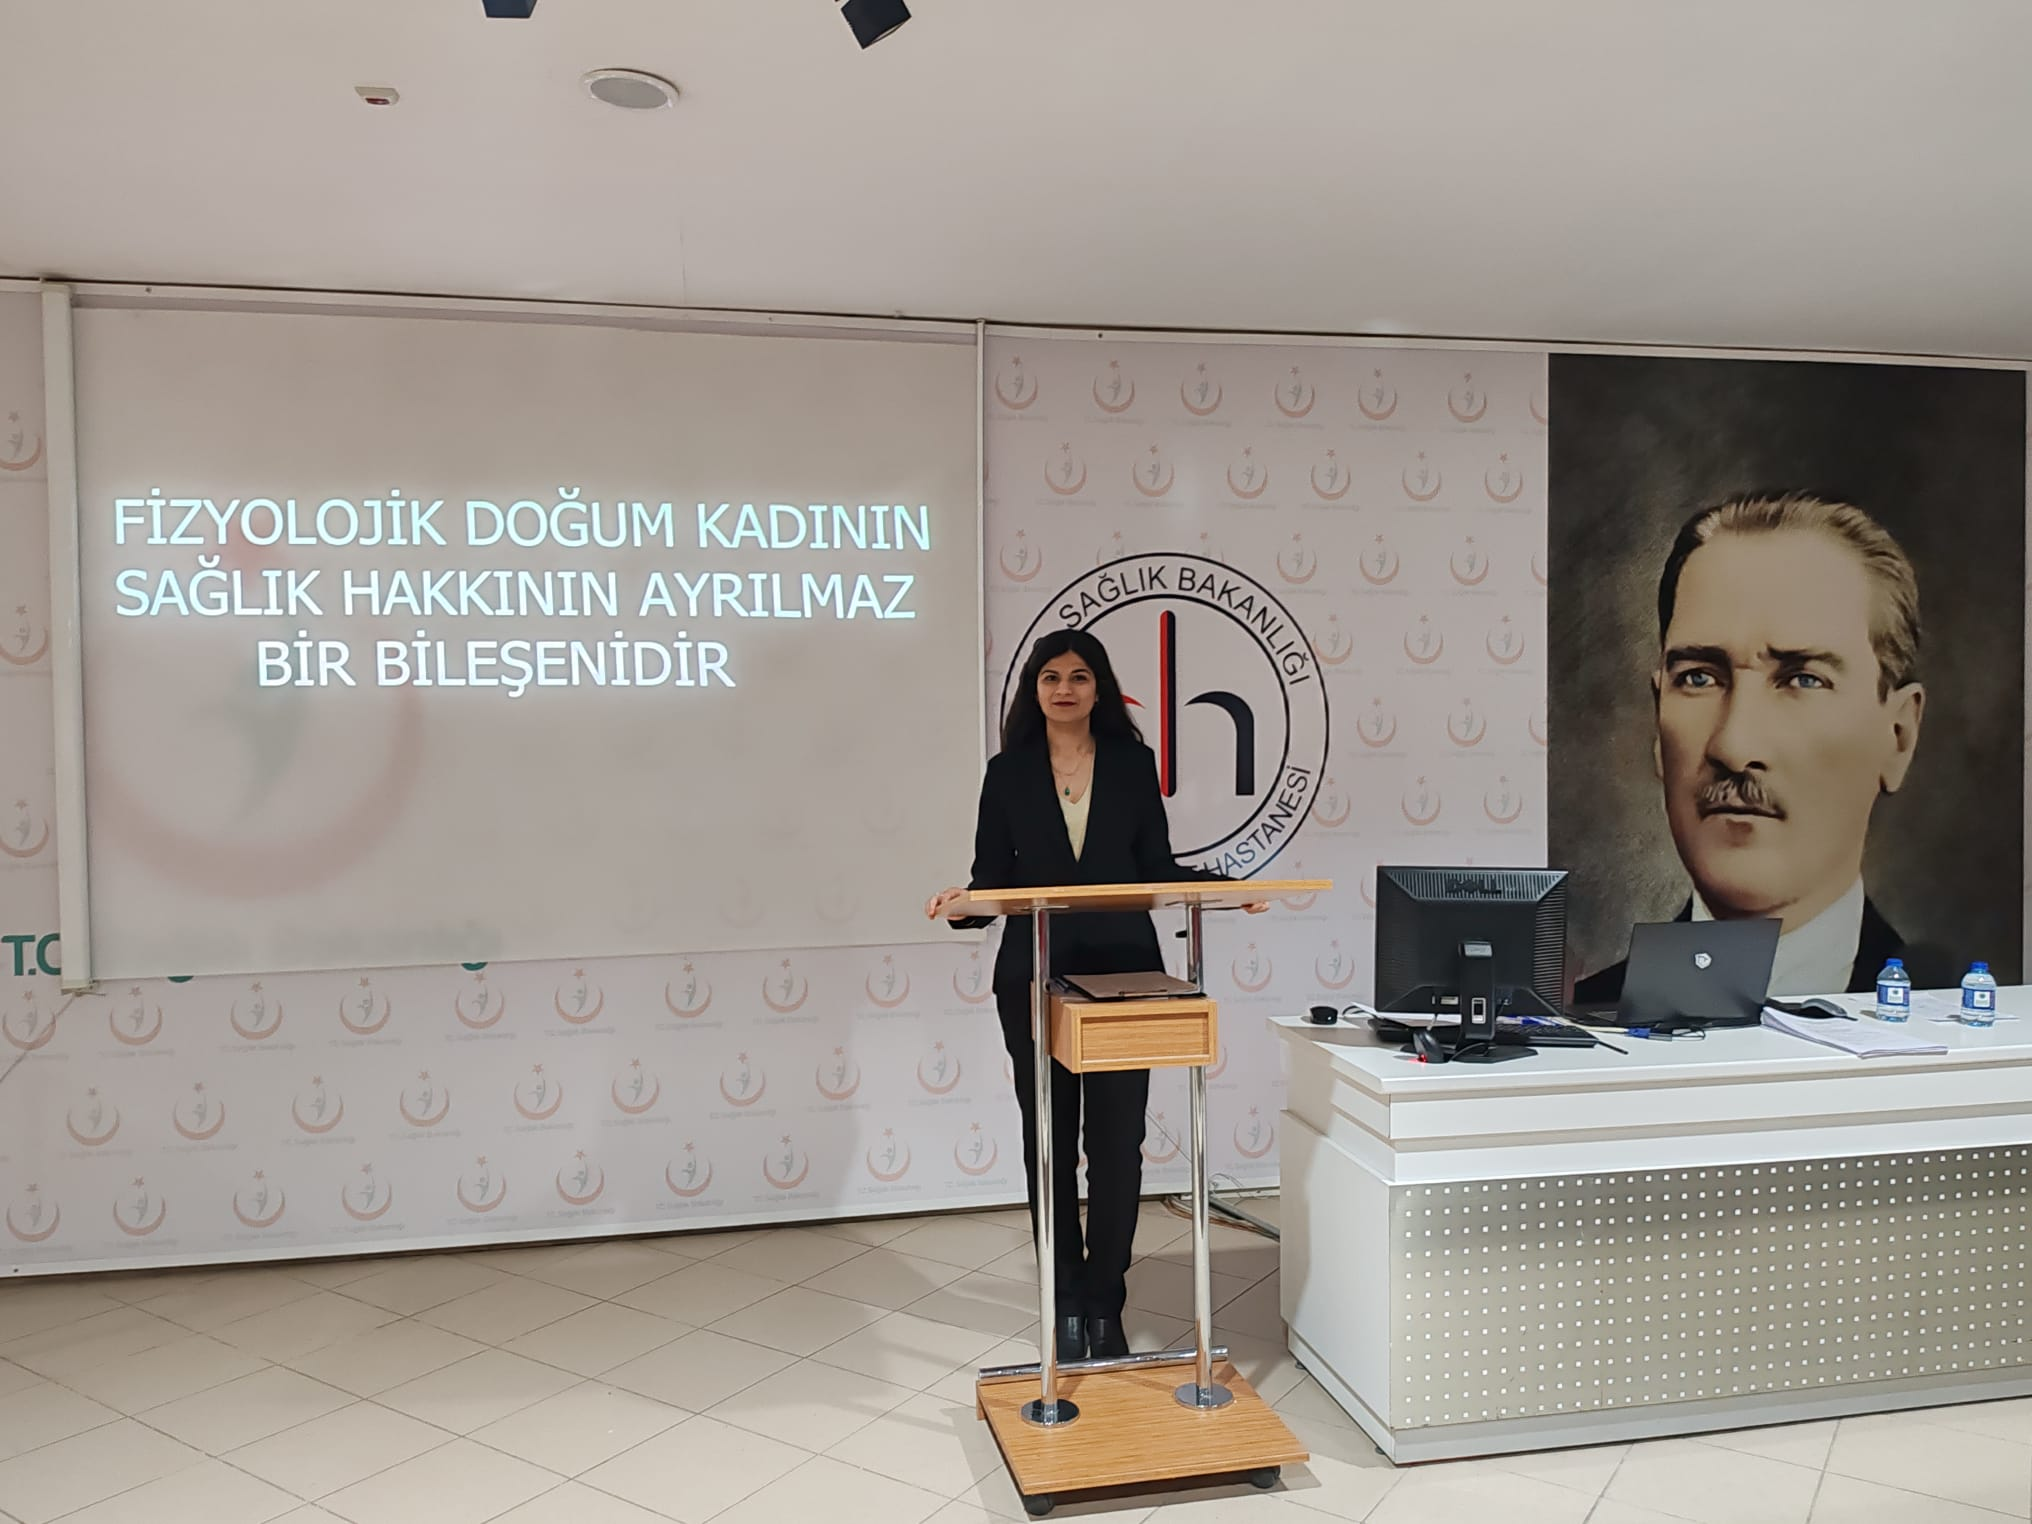 FİZYOLOJİK DOĞUM KADININ
SAĞLIK HAKKININ AYRILMAZ
BİR BİLEŞENİDİR
SAĞLIK BAKANLIĞI
HASTANESİ
T.C
DELL